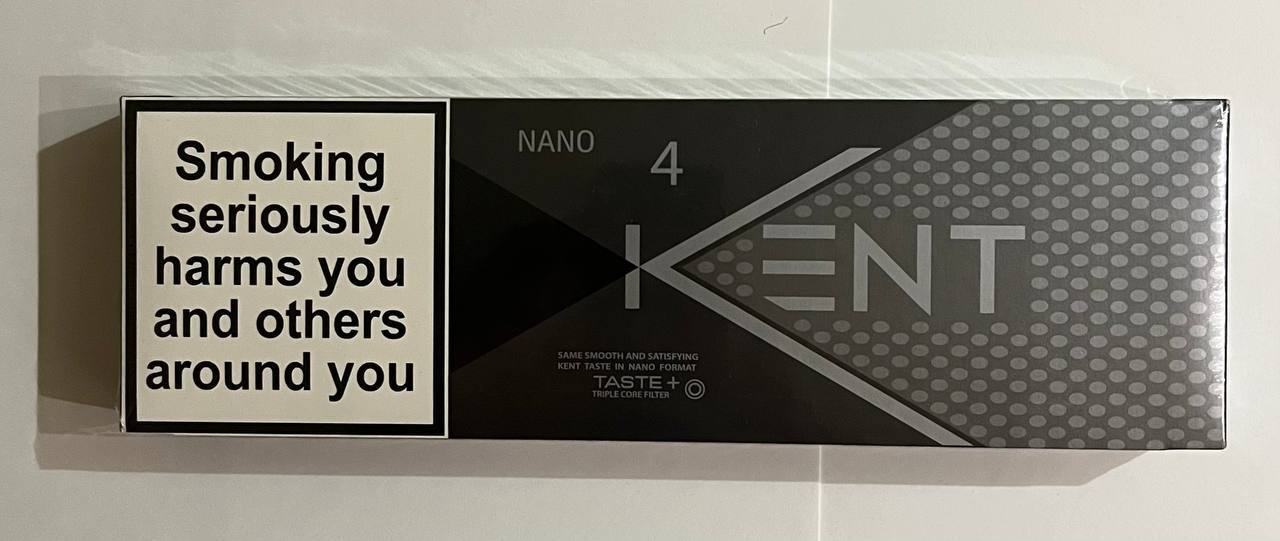 Smoking
seriously
harms you
and others
around you
NANO
4
KENT
SAME SMOOTH AND SATISFYING
KENT TASTE IN NANO FORMAT
TASTE+
TRIPLE CORE FILTER